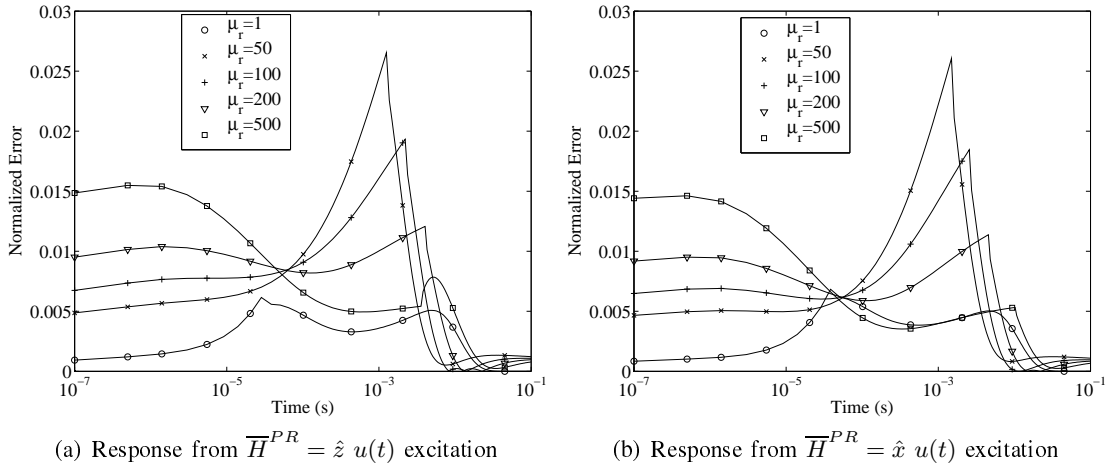 0.03
0.025
0.02
0.015
0.01
0.005
0
Normalized Error
μr=1
μr=50
μr=100
μr=200
μr=500
10−7
10−5
10−3
10−1
Time (s)
(a) Response from H̅^PR = ẑ u(t) excitation
0.03
0.025
0.02
0.015
0.01
0.005
0
Normalized Error
μr=1
μr=50
μr=100
μr=200
μr=500
10−7
10−5
10−3
10−1
Time (s)
(b) Response from H̅^PR = x̂ u(t) excitation